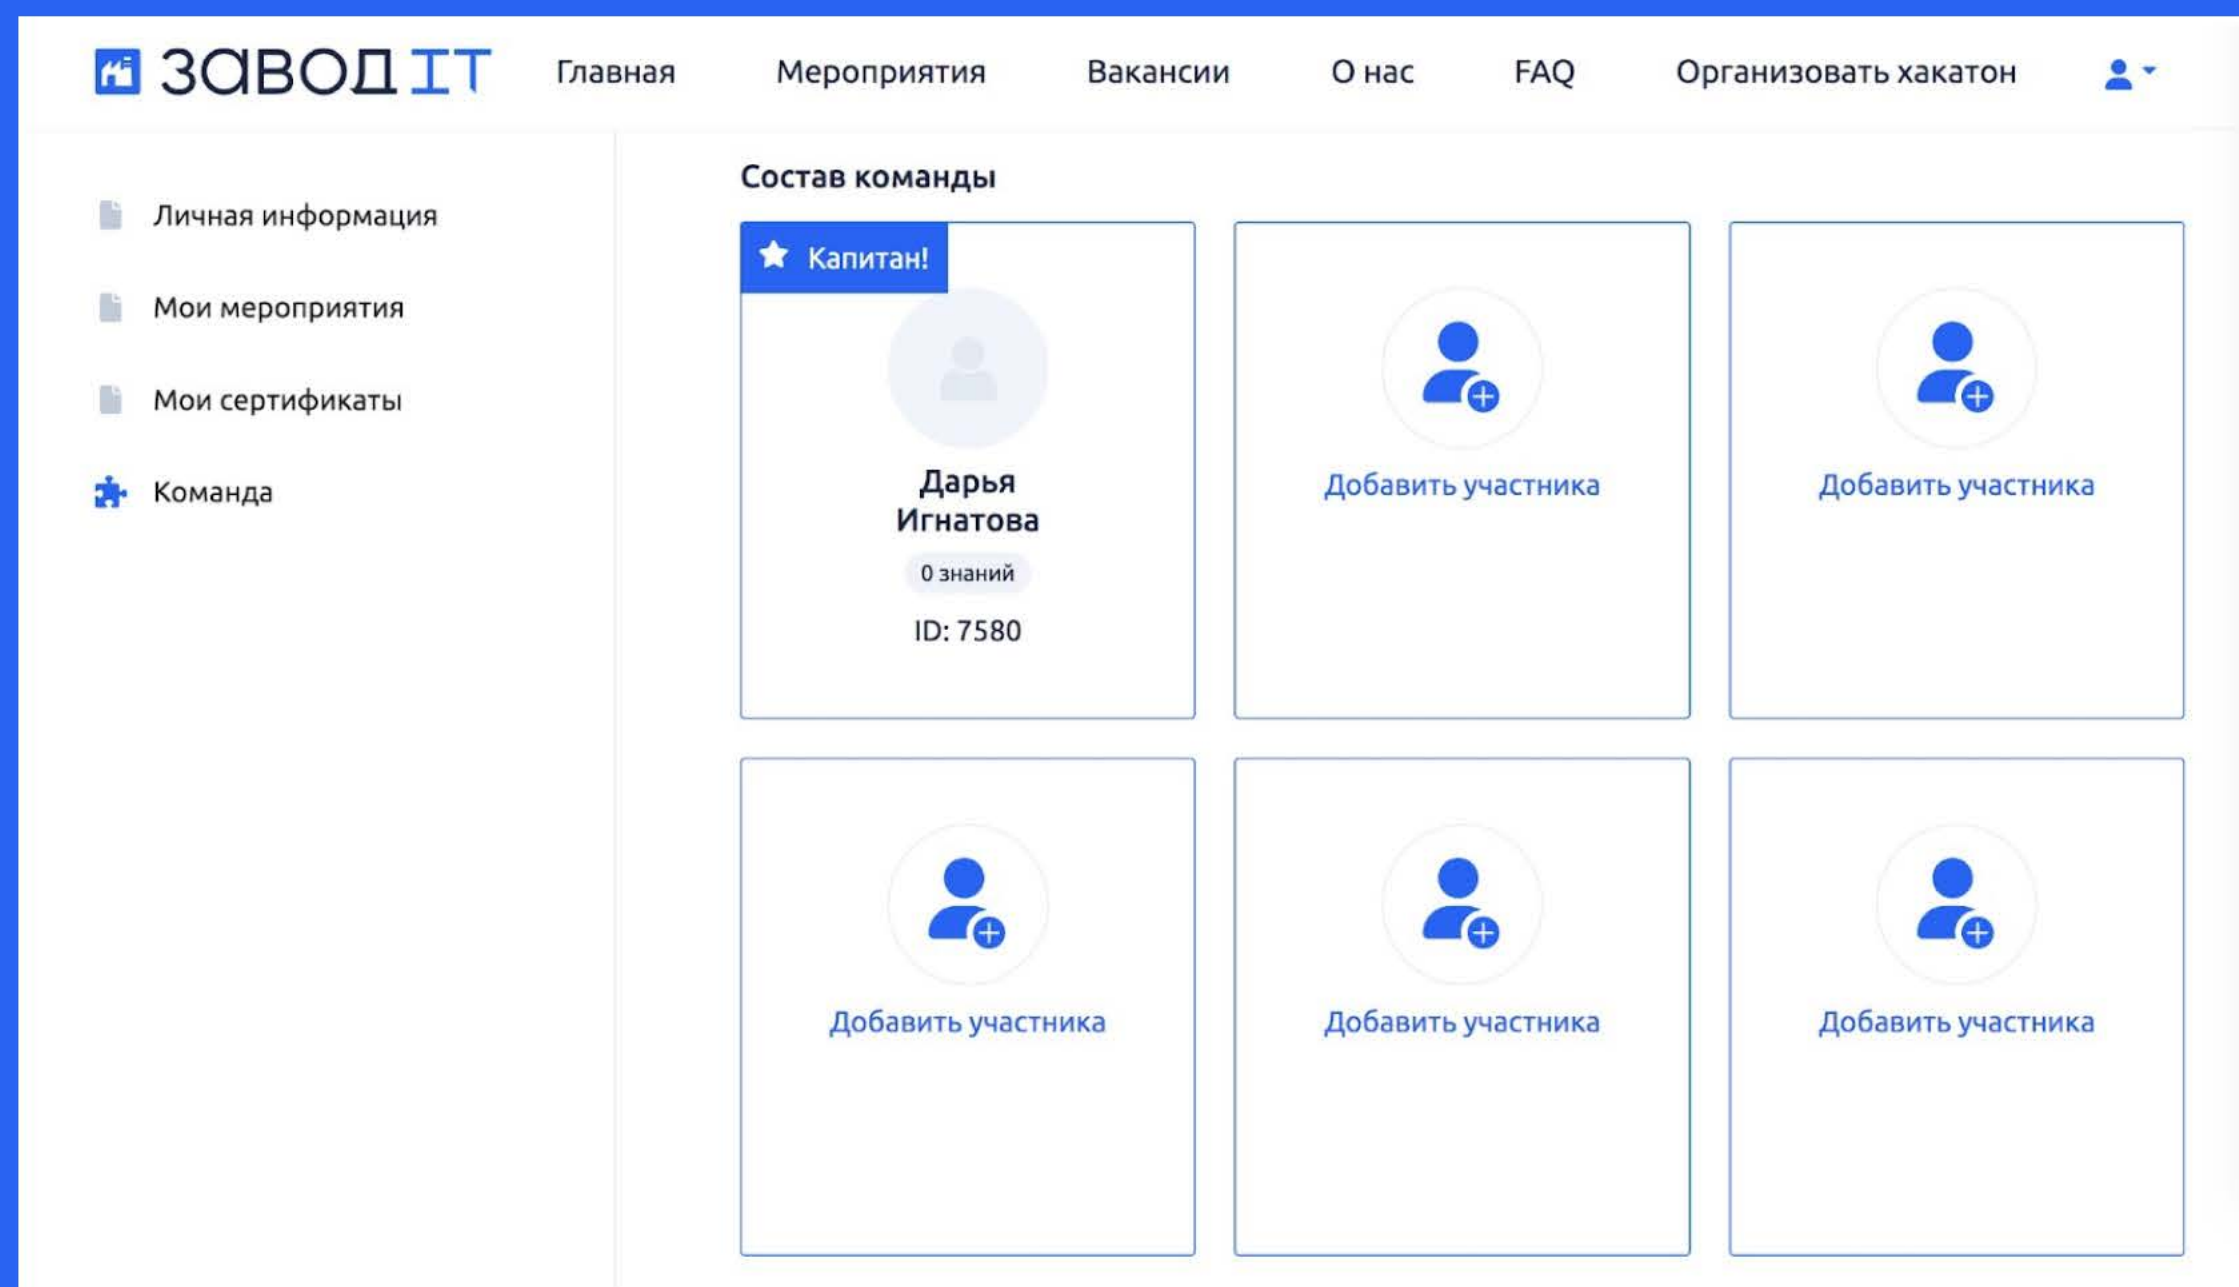 ЗАВОД IT
Главная
Мероприятия
Вакансии
О нас
FAQ
Организовать хакатон
Личная информация
Мои мероприятия
Мои сертификаты
Команда
Состав команды
Капитан!
Дарья
Игнатова
0 знаний
ID: 7580
Добавить участника
Добавить участника
Добавить участника
Добавить участника
Добавить участника